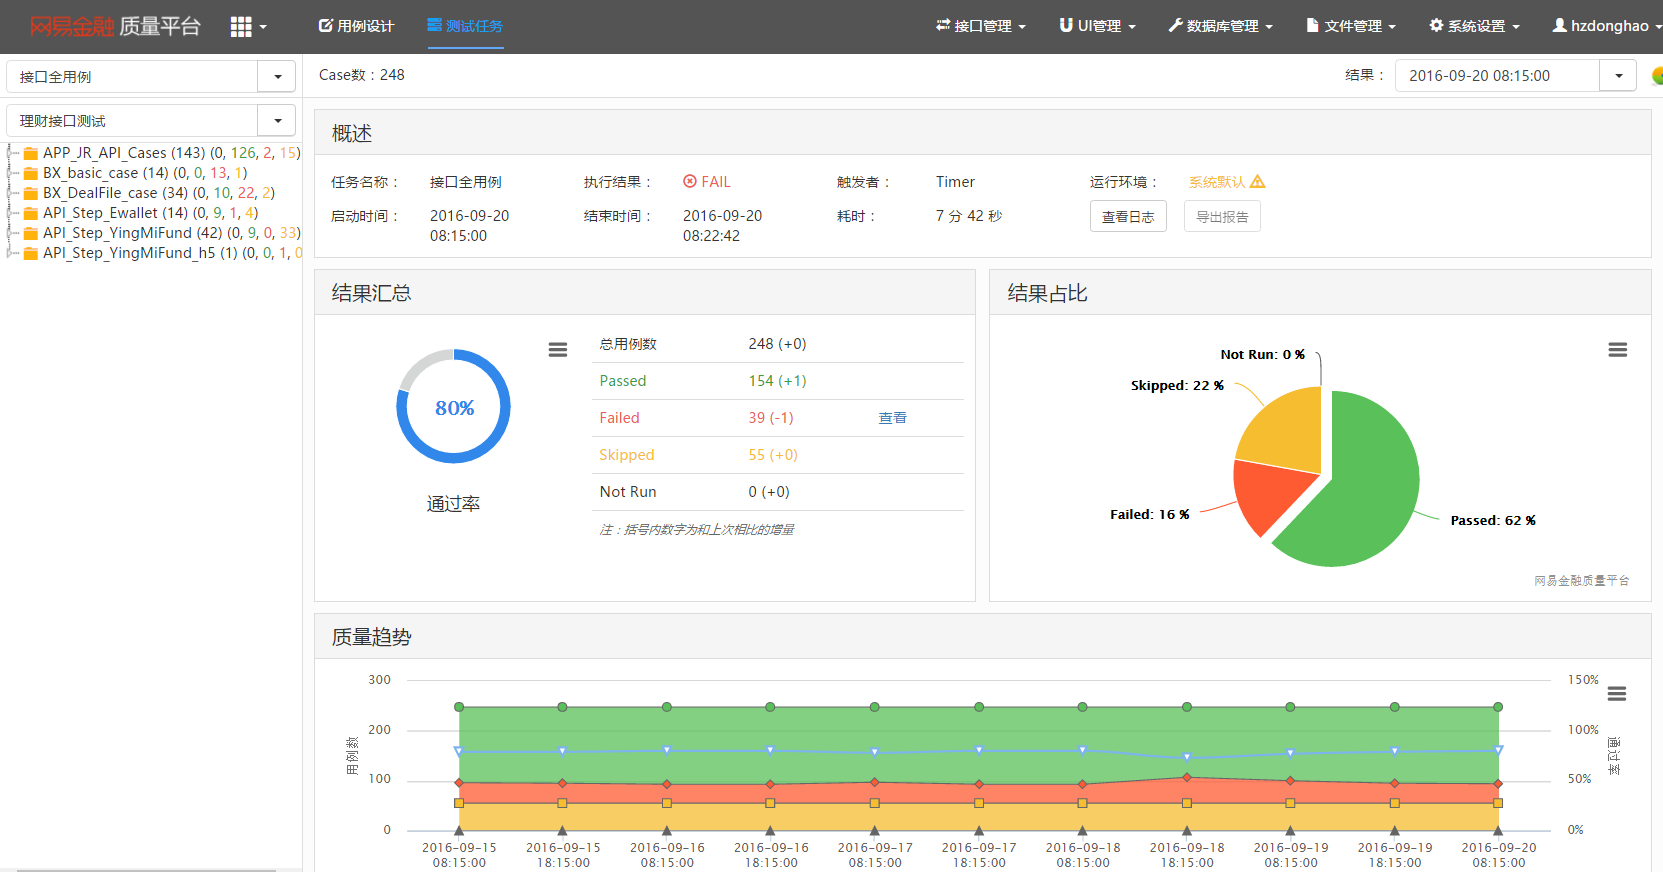 网易金融 质量平台
用例设计
测试任务
接口管理
UI管理
数据库管理
文件管理
系统设置
hzdonghao
接口全用例
Case数：248
结果：
2016-09-20 08:15:00
理财接口测试
APP_JR_API_Cases (143) (0, 126, 2, 15)
BX_basic_case (14) (0, 0, 13, 1)
BX_DealFile_case (34) (0, 10, 22, 2)
API_Step_Ewallet (14) (0, 9, 1, 4)
API_Step_YingMiFund (42) (0, 9, 0, 33)
API_Step_YingMiFund_h5 (1) (0, 0, 1, 0
概述
任务名称： 接口全用例 执行结果： FAIL 触发者： Timer 运行环境： 系统默认
启动时间： 2016-09-20 08:15:00 结束时间： 2016-09-20 08:22:42 耗时： 7 分 42 秒 查看日志 导出报告
结果汇总
80%
通过率
总用例数 248 (+0)
Passed 154 (+1)
Failed 39 (-1) 查看
Skipped 55 (+0)
Not Run 0 (+0)
注：括号内数字为和上次相比的增量
结果占比
Not Run: 0 %
Skipped: 22 %
Failed: 16 %
Passed: 62 %
网易金融质量平台
质量趋势
300
200
100
0
用例数
150%
100%
50%
0%
通过率
2016-09-15 08:15:00
2016-09-15 18:15:00
2016-09-16 08:15:00
2016-09-16 18:15:00
2016-09-17 08:15:00
2016-09-17 18:15:00
2016-09-18 08:15:00
2016-09-18 18:15:00
2016-09-19 08:15:00
2016-09-19 18:15:00
2016-09-20 08:15:00